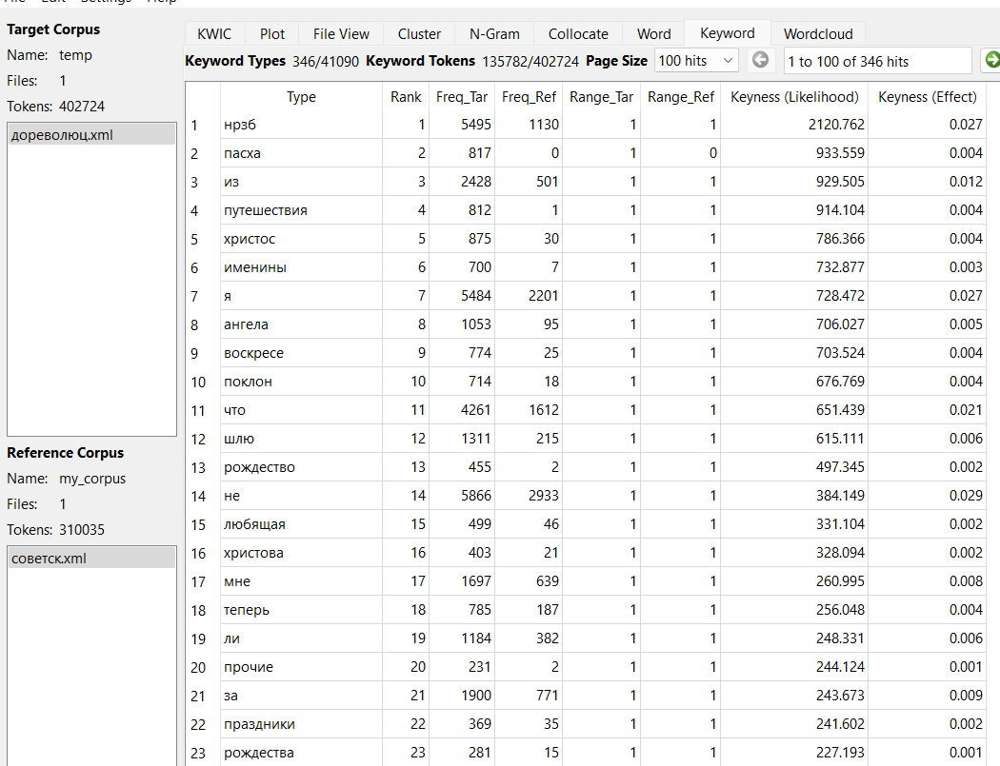 Target Corpus
Name: temp
Files: 1
Tokens: 402724
дореволюц.xml
Reference Corpus
Name: my_corpus
Files: 1
Tokens: 310035
советск.xml
KWIC Plot File View Cluster N-Gram Collocate Word Keyword Wordcloud
Keyword Types 346/41090 Keyword Tokens 135782/402724 Page Size 100 hits 1 to 100 of 346 hits
Type Rank Freq_Tar Freq_Ref Range_Tar Range_Ref Keyness (Likelihood) Keyness (Effect)
1 нрзб 1 5495 1130 1 1 2120.762 0.027
2 пасха 2 817 0 1 0 933.559 0.004
3 из 3 2428 501 1 1 929.505 0.012
4 путешествия 4 812 1 1 1 914.104 0.004
5 христос 5 875 30 1 1 786.366 0.004
6 именины 6 700 7 1 1 732.877 0.003
7 я 7 5484 2201 1 1 728.472 0.027
8 ангела 8 1053 95 1 1 706.027 0.005
9 воскресе 9 774 25 1 1 703.524 0.004
10 поклон 10 714 18 1 1 676.769 0.004
11 что 11 4261 1612 1 1 651.439 0.021
12 шлю 12 1311 215 1 1 615.111 0.006
13 рождество 13 455 2 1 1 497.345 0.002
14 не 14 5866 2933 1 1 384.149 0.029
15 любящая 15 499 46 1 1 331.104 0.002
16 христова 16 403 21 1 1 328.094 0.002
17 мне 17 1697 639 1 1 260.995 0.008
18 теперь 18 785 187 1 1 256.048 0.004
19 ли 19 1184 382 1 1 248.331 0.006
20 прочие 20 231 2 1 1 244.124 0.001
21 за 21 1900 771 1 1 243.673 0.009
22 праздники 22 369 35 1 1 241.602 0.002
23 рождества 23 281 15 1 1 227.193 0.001